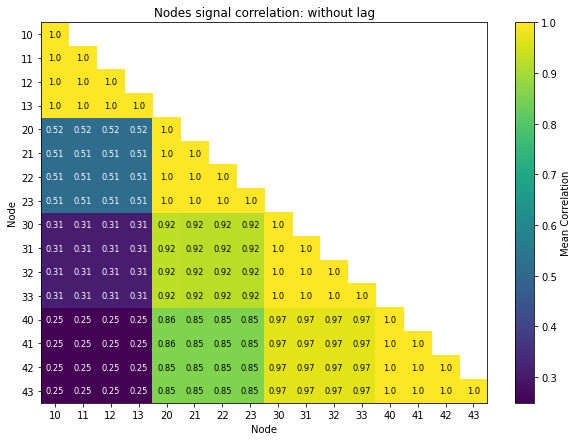 Nodes signal correlation: without lag
10 1.0
11 1.0 1.0
12 1.0 1.0 1.0
13 1.0 1.0 1.0 1.0
20 0.52 0.52 0.52 0.52 1.0
21 0.51 0.51 0.51 0.51 1.0 1.0
22 0.51 0.51 0.51 0.51 1.0 1.0 1.0
23 0.51 0.51 0.51 0.51 1.0 1.0 1.0 1.0
30 0.31 0.31 0.31 0.31 0.92 0.92 0.92 0.92 1.0
31 0.31 0.31 0.31 0.31 0.92 0.92 0.92 0.92 1.0 1.0
32 0.31 0.31 0.31 0.31 0.92 0.92 0.92 0.92 1.0 1.0 1.0
33 0.31 0.31 0.31 0.31 0.92 0.92 0.92 0.92 1.0 1.0 1.0 1.0
40 0.25 0.25 0.25 0.25 0.86 0.85 0.85 0.85 0.97 0.97 0.97 0.97 1.0
41 0.25 0.25 0.25 0.25 0.86 0.85 0.85 0.85 0.97 0.97 0.97 0.97 1.0 1.0
42 0.25 0.25 0.25 0.25 0.85 0.85 0.85 0.85 0.97 0.97 0.97 0.97 1.0 1.0 1.0
43 0.25 0.25 0.25 0.25 0.85 0.85 0.85 0.85 0.97 0.97 0.97 0.97 1.0 1.0 1.0 1.0
10 11 12 13 20 21 22 23 30 31 32 33 40 41 42 43
Node
Node
1.0
0.9
0.8
0.7
0.6
0.5
0.4
0.3
Mean Correlation